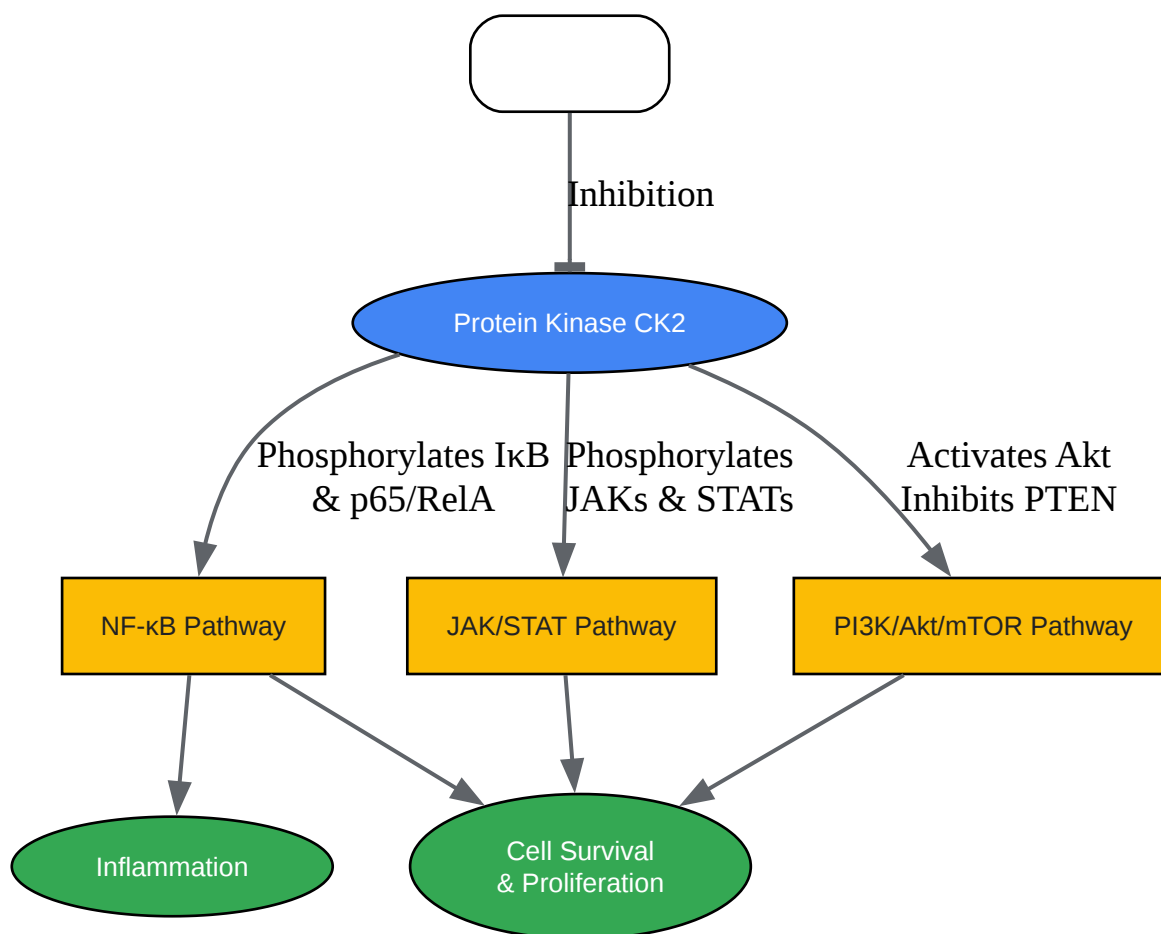 Inhibition
Protein Kinase CK2
Phosphorylates IκB
& p65/RelA
Phosphorylates
JAKs & STATs
Activates Akt
Inhibits PTEN
NF-κB Pathway
JAK/STAT Pathway
PI3K/Akt/mTOR Pathway
Inflammation
Cell Survival
& Proliferation